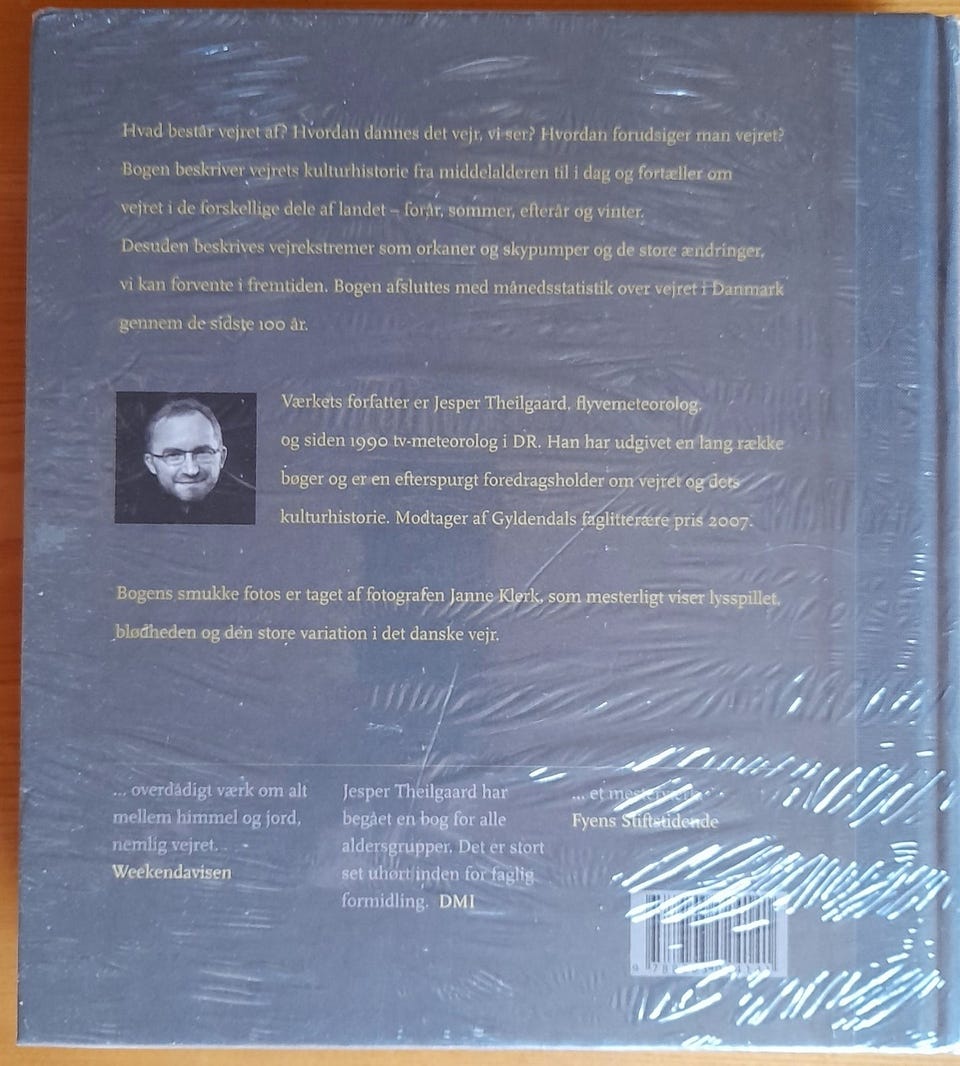 Hvad består vejret af? Hvordan dannes det vejr, vi ser? Hvordan forudsiger man vejret?
Bogen beskriver vejrets kulturhistorie fra middelalderen til i dag og fortæller om
vejret i de forskellige dele af landet – forår, sommer, efterår og vinter.
Desuden beskrives vejrekstremer som orkaner og skypumper og de store ændringer,
vi kan forvente i fremtiden. Bogen afsluttes med månedsstatistik over vejret i Danmark
gennem de sidste 100 år.
Værkets forfatter er Jesper Theilgaard, flyvemeteorolog,
og siden 1990 tv-meteorolog i DR. Han har udgivet en lang række
bøger og er en efterspurgt foredragsholder om vejret og dets
kulturhistorie. Modtager af Gyldendals faglitterære pris 2007.
Bogens smukke fotos er taget af fotografen Janne Klerk, som mesterligt viser lysspillet,
blødheden og den store variation i det danske vejr.
... overdådigt værk om alt
mellem himmel og jord,
nemlig vejret.
Weekendavisen
Jesper Theilgaard har
begået en bog for alle
aldersgrupper. Det er stort
set uhørt inden for faglig
formidling. DMI
... et mesterværk
Fyens Stiftstidende